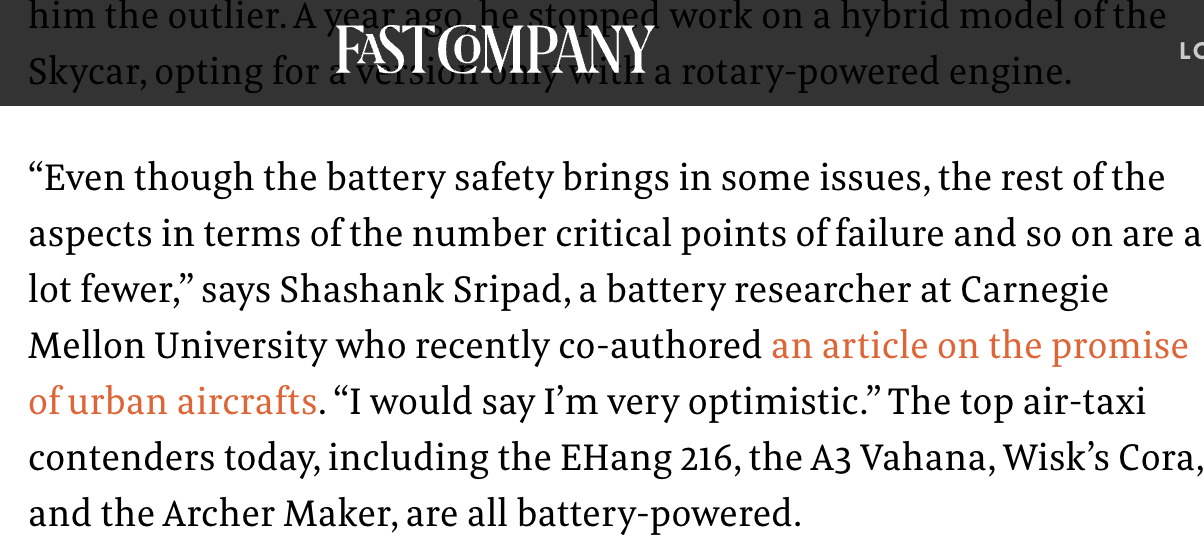 him the outlier. A year ago, he stopped work on a hybrid model of the
FAST COMPANY
LO
Skycar, opting for a version only with a rotary-powered engine.
“Even though the battery safety brings in some issues, the rest of the
aspects in terms of the number critical points of failure and so on are a
lot fewer,” says Shashank Sripad, a battery researcher at Carnegie
Mellon University who recently co-authored an article on the promise
of urban aircrafts. “I would say I’m very optimistic.” The top air-taxi
contenders today, including the EHang 216, the A3 Vahana, Wisk’s Cora,
and the Archer Maker, are all battery-powered.